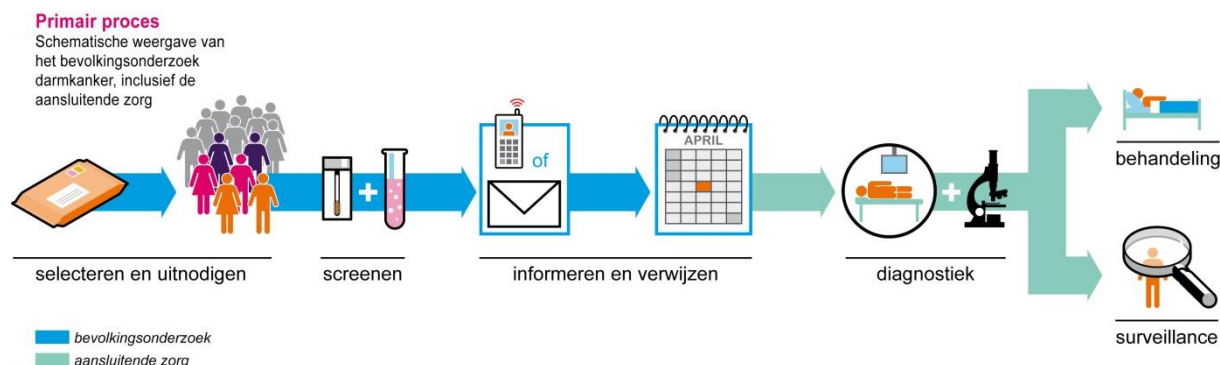 Primair proces
Schematische weergave van
het bevolkingsonderzoek
darmkanker, inclusief de
aansluitende zorg
of
APRIL
selecteren en uitnodigen
screenen
informeren en verwijzen
diagnostiek
behandeling
surveillance
bevolkingsonderzoek
aansluitende zorg